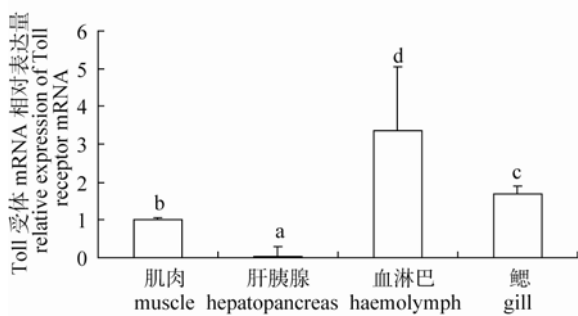 Toll 受体 mRNA 相对表达量
relative expression of Toll
receptor mRNA
6
5
4
3
2
1
0
b
a
d
c
肌肉
muscle
肝胰腺
hepatopancreas
血淋巴
haemolymph
鳃
gill